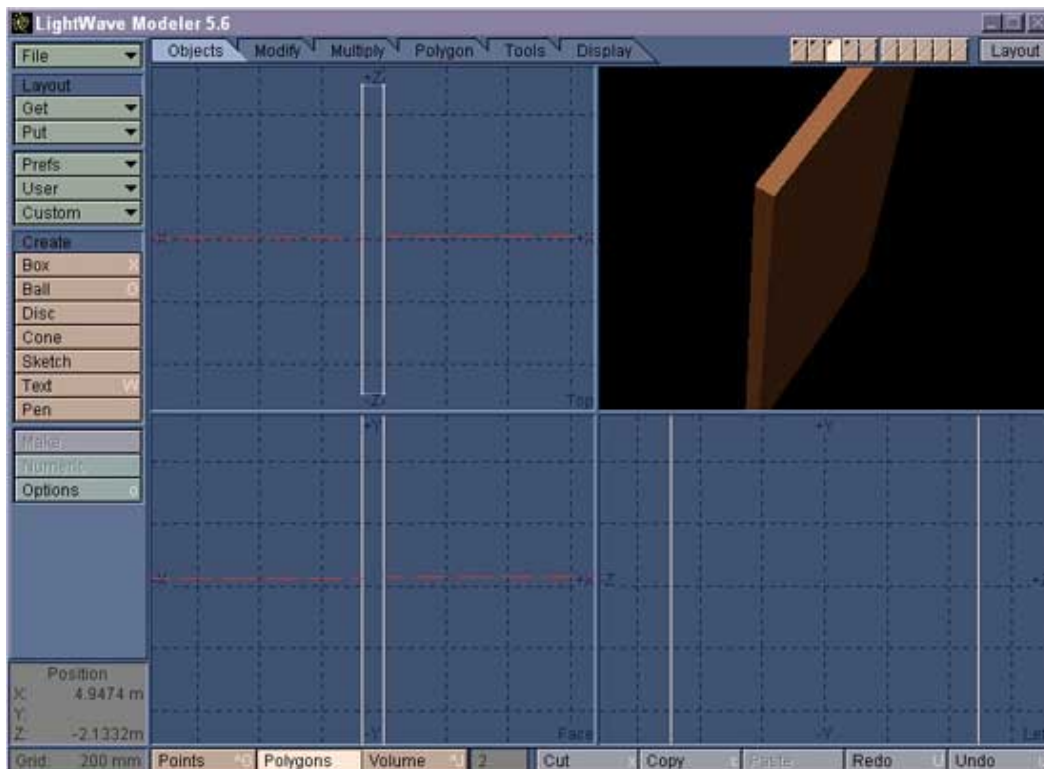 LightWave Modeler 5.6
File
Objects Modify Multiply Polygon Tools Display Layout
Layout
Get
Put
Prefs
User
Custom
Create
Box X
Ball O
Disc
Cone
Sketch
Text W
Pen
Make
Numeric
Options o
+Z
-X +X
-Z
Top
+Y +Y
-X +X -Z +Z
-Y -Y
Face Left
Position
X: 4.9474 m
Y:
Z: -2.1332m
Grid: 200 mm
Points Polygons Volume 2 Cut Copy Paste Redo Undo